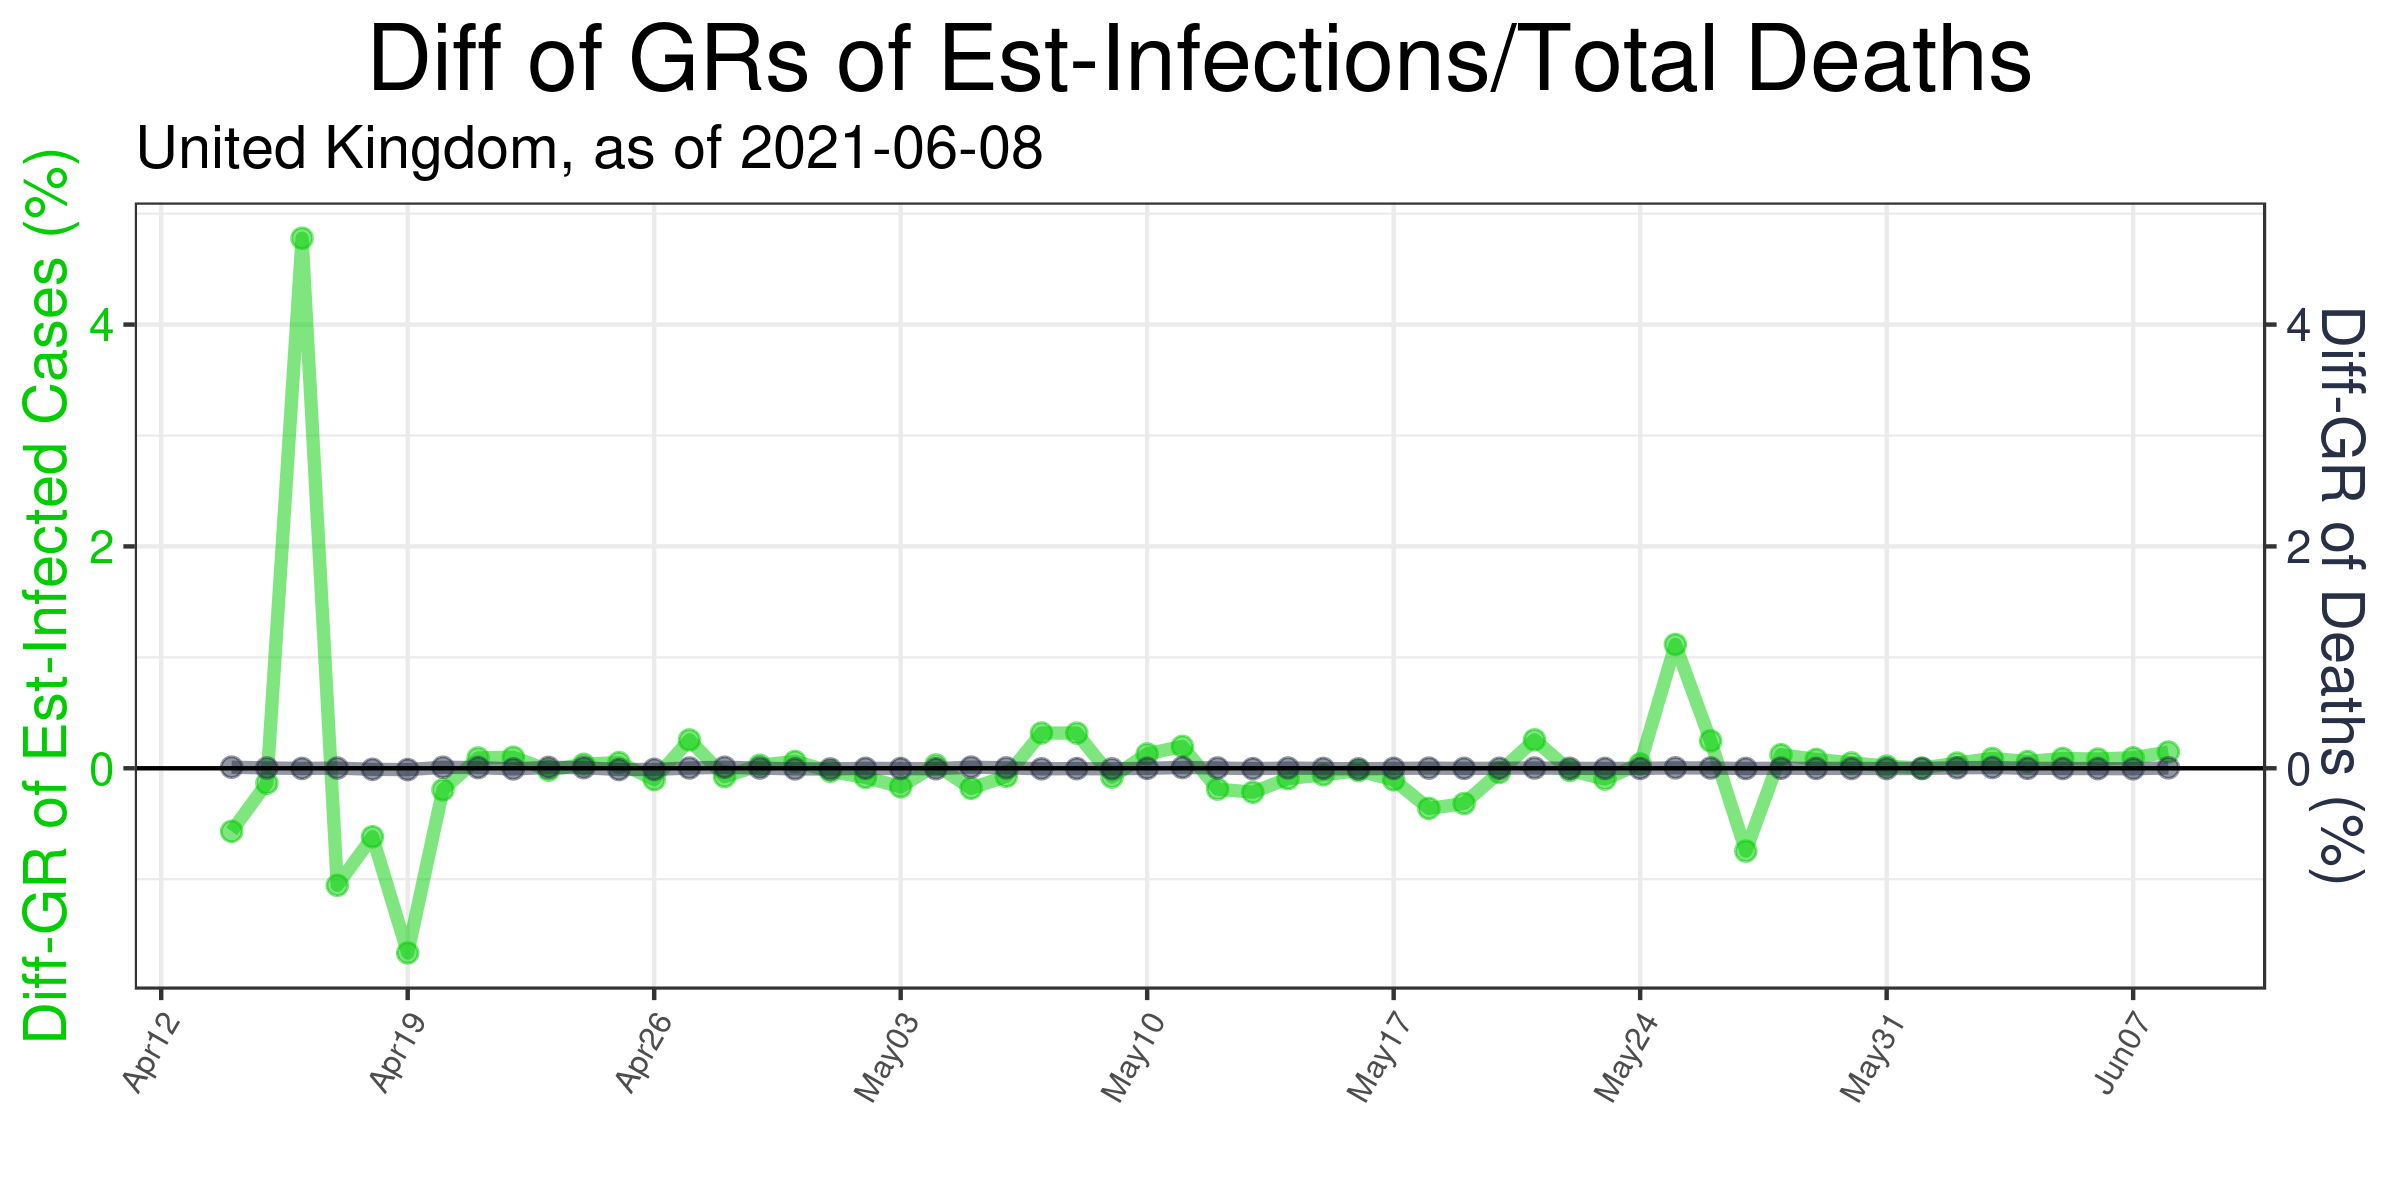 Diff of GRs of Est-Infections/Total Deaths
United Kingdom, as of 2021-06-08
Diff-GR of Est-Infected Cases (%)
4
2
0
4
2
0
Diff-GR of Deaths (%)
Apr12
Apr19
Apr26
May03
May10
May17
May24
May31
Jun07